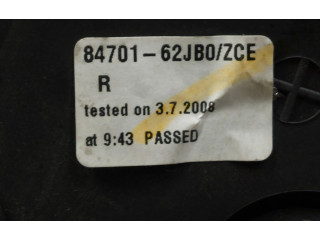 84701-62JB0/ZCE
R
tested on 3.7.2008
at 9:43 PASSED